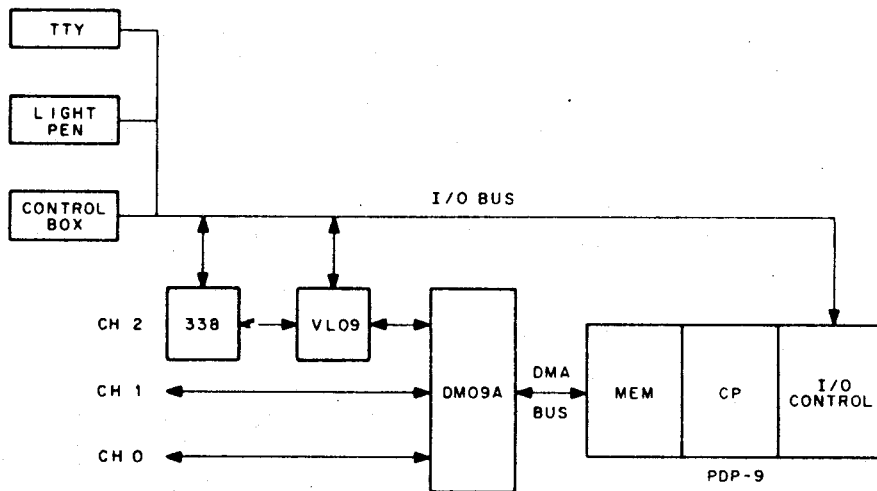 TTY
LIGHT
PEN
CONTROL
BOX
I/O BUS
CH 2
338
VL09
CH 1
DM09A
DMA
BUS
MEM
CP
I/O
CONTROL
CH 0
PDP-9